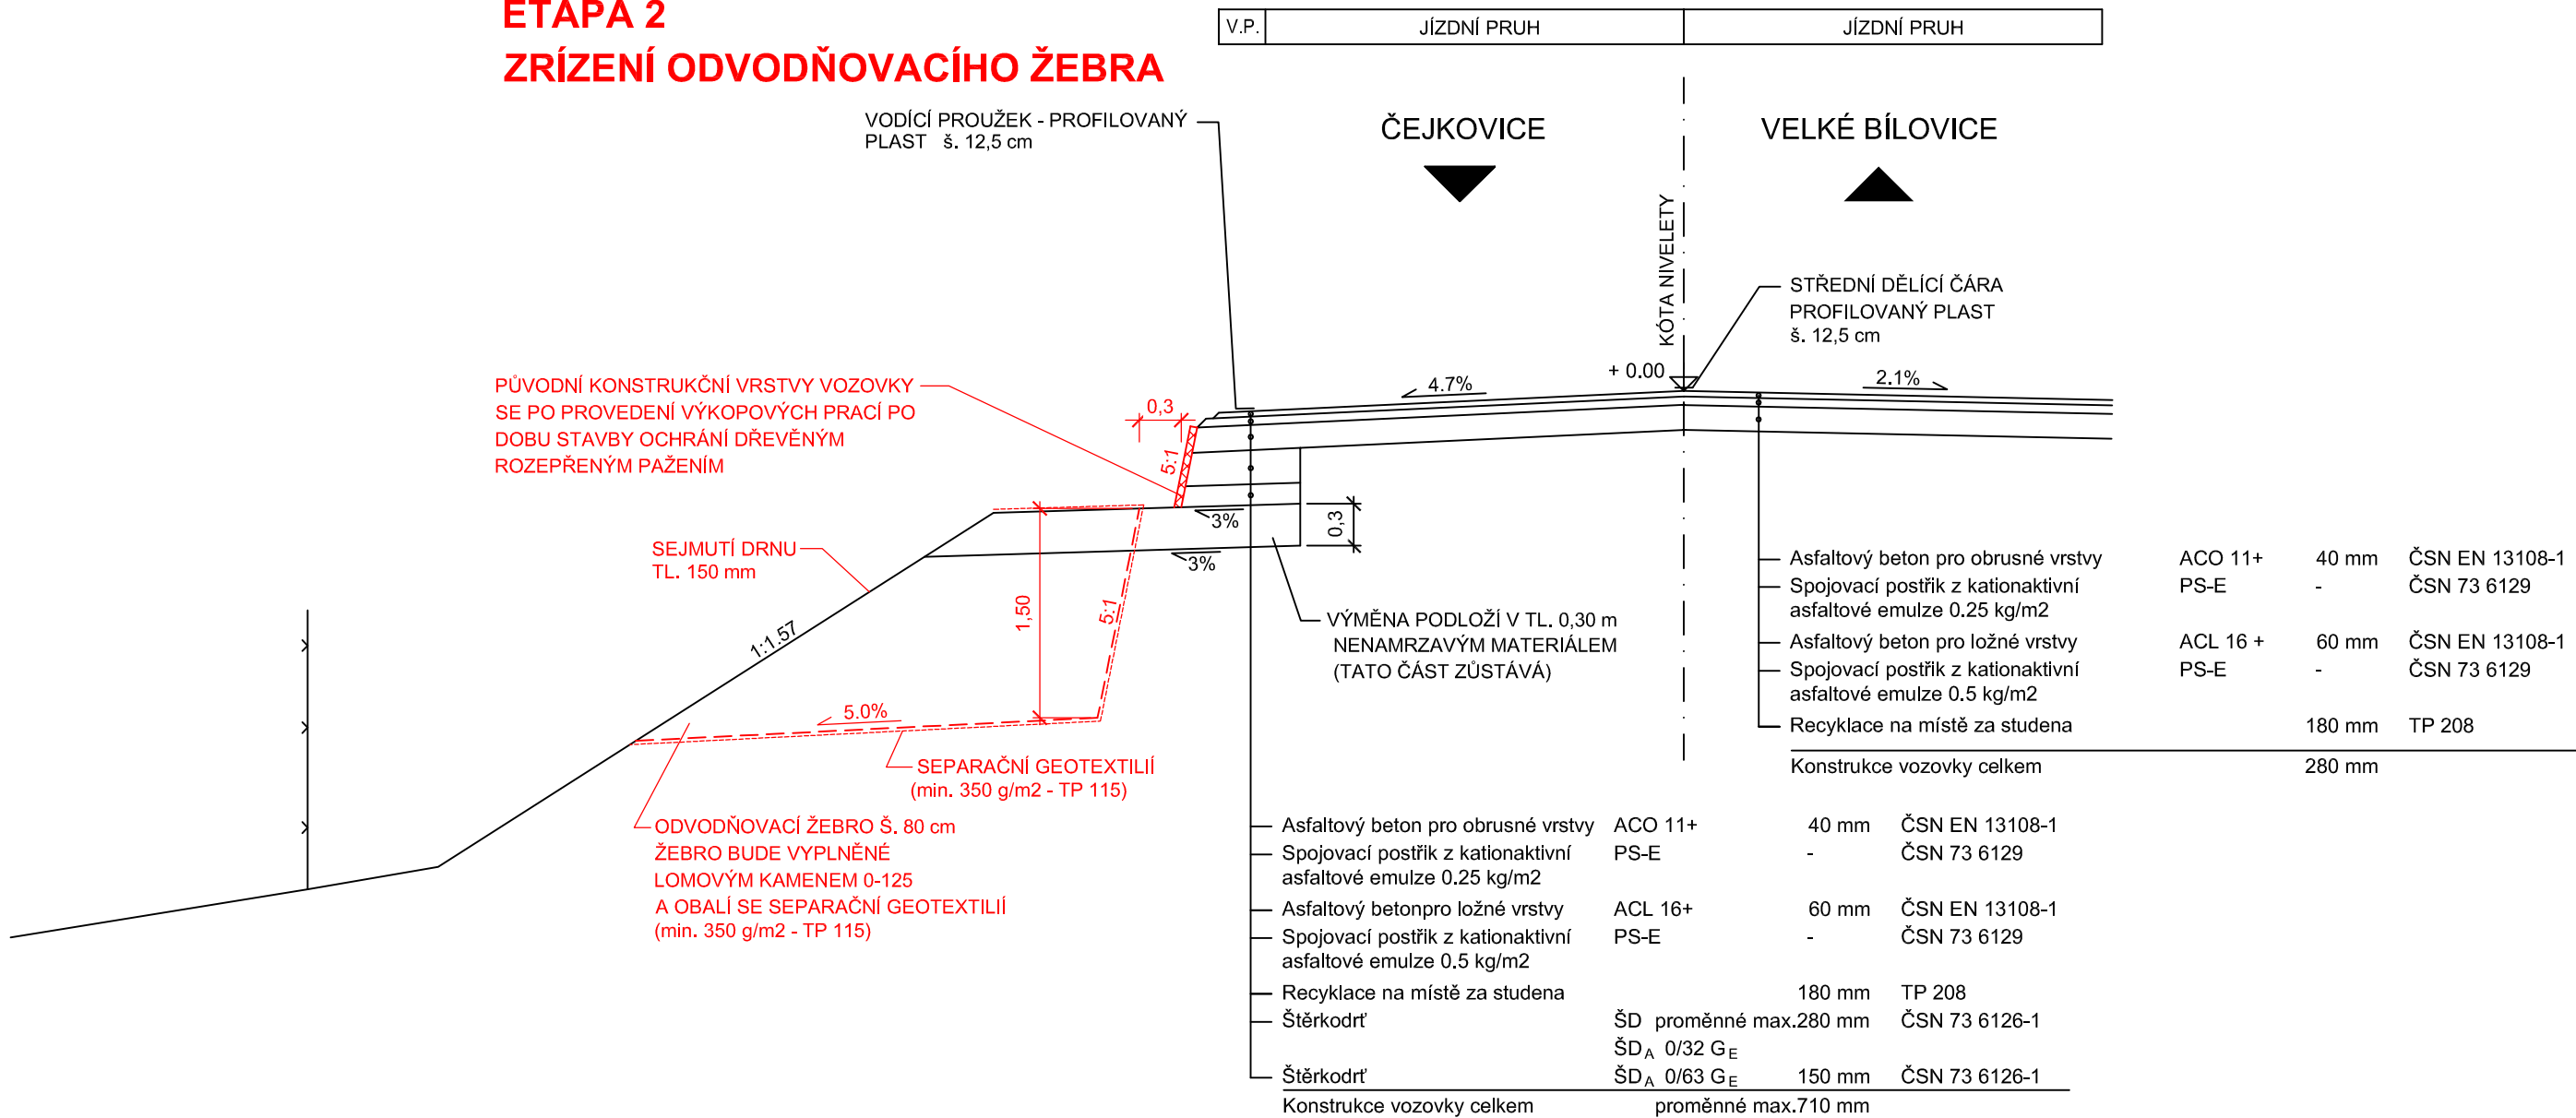 ETAPA 2
ZRÍZENÍ ODVODŇOVACÍHO ŽEBRA
V.P.
JÍZDNÍ PRUH
JÍZDNÍ PRUH
VODÍCÍ PROUŽEK - PROFILOVANÝ
PLAST š. 12,5 cm
ČEJKOVICE
VELKÉ BÍLOVICE
KÓTA NIVELETY
STŘEDNÍ DĚLÍCÍ ČÁRA
PROFILOVANÝ PLAST
š. 12,5 cm
+ 0.00
4.7%
2.1%
PŮVODNÍ KONSTRUKČNÍ VRSTVY VOZOVKY
SE PO PROVEDENÍ VÝKOPOVÝCH PRACÍ PO
DOBU STAVBY OCHRÁNÍ DŘEVĚNÝM
ROZEPŘENÝM PAŽENÍM
0,3
5:1
3%
0,3
3%
SEJMUTÍ DRNU
TL. 150 mm
1,50
5:1
1:1.57
5.0%
VÝMĚNA PODLOŽÍ V TL. 0,30 m
NENAMRZAVÝM MATERIÁLEM
(TATO ČÁST ZŮSTÁVÁ)
SEPARAČNÍ GEOTEXTILIÍ
(min. 350 g/m2 - TP 115)
ODVODŇOVACÍ ŽEBRO Š. 80 cm
ŽEBRO BUDE VYPLNĚNÉ
LOMOVÝM KAMENEM 0-125
A OBALÍ SE SEPARAČNÍ GEOTEXTILIÍ
(min. 350 g/m2 - TP 115)
Asfaltový beton pro obrusné vrstvy ACO 11+ 40 mm ČSN EN 13108-1
Spojovací postřik z kationaktivní PS-E - ČSN 73 6129
asfaltové emulze 0.25 kg/m2
Asfaltový beton pro ložné vrstvy ACL 16 + 60 mm ČSN EN 13108-1
Spojovací postřik z kationaktivní PS-E - ČSN 73 6129
asfaltové emulze 0.5 kg/m2
Recyklace na místě za studena 180 mm TP 208
Konstrukce vozovky celkem 280 mm
Asfaltový beton pro obrusné vrstvy ACO 11+ 40 mm ČSN EN 13108-1
Spojovací postřik z kationaktivní PS-E - ČSN 73 6129
asfaltové emulze 0.25 kg/m2
Asfaltový betonpro ložné vrstvy ACL 16+ 60 mm ČSN EN 13108-1
Spojovací postřik z kationaktivní PS-E - ČSN 73 6129
asfaltové emulze 0.5 kg/m2
Recyklace na místě za studena 180 mm TP 208
Štěrkodrť ŠD proměnné max.280 mm ČSN 73 6126-1
ŠDA 0/32 GE
Štěrkodrť ŠDA 0/63 GE 150 mm ČSN 73 6126-1
Konstrukce vozovky celkem proměnné max.710 mm